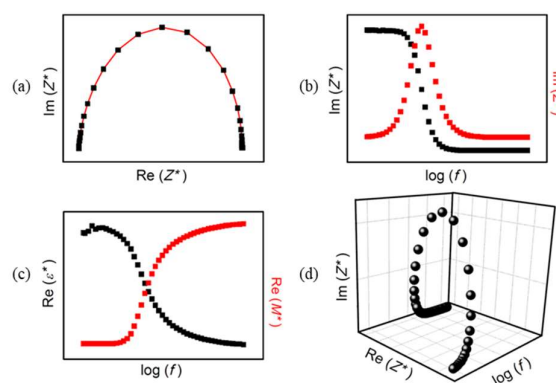 (a)
Im (Z*)
Re (Z*)
(b)
Im (Z*)
log (f)
(c)
Re (ε*)
Re (M*)
log (f)
(d)
Im (Z*)
Re (Z*)
log (f)